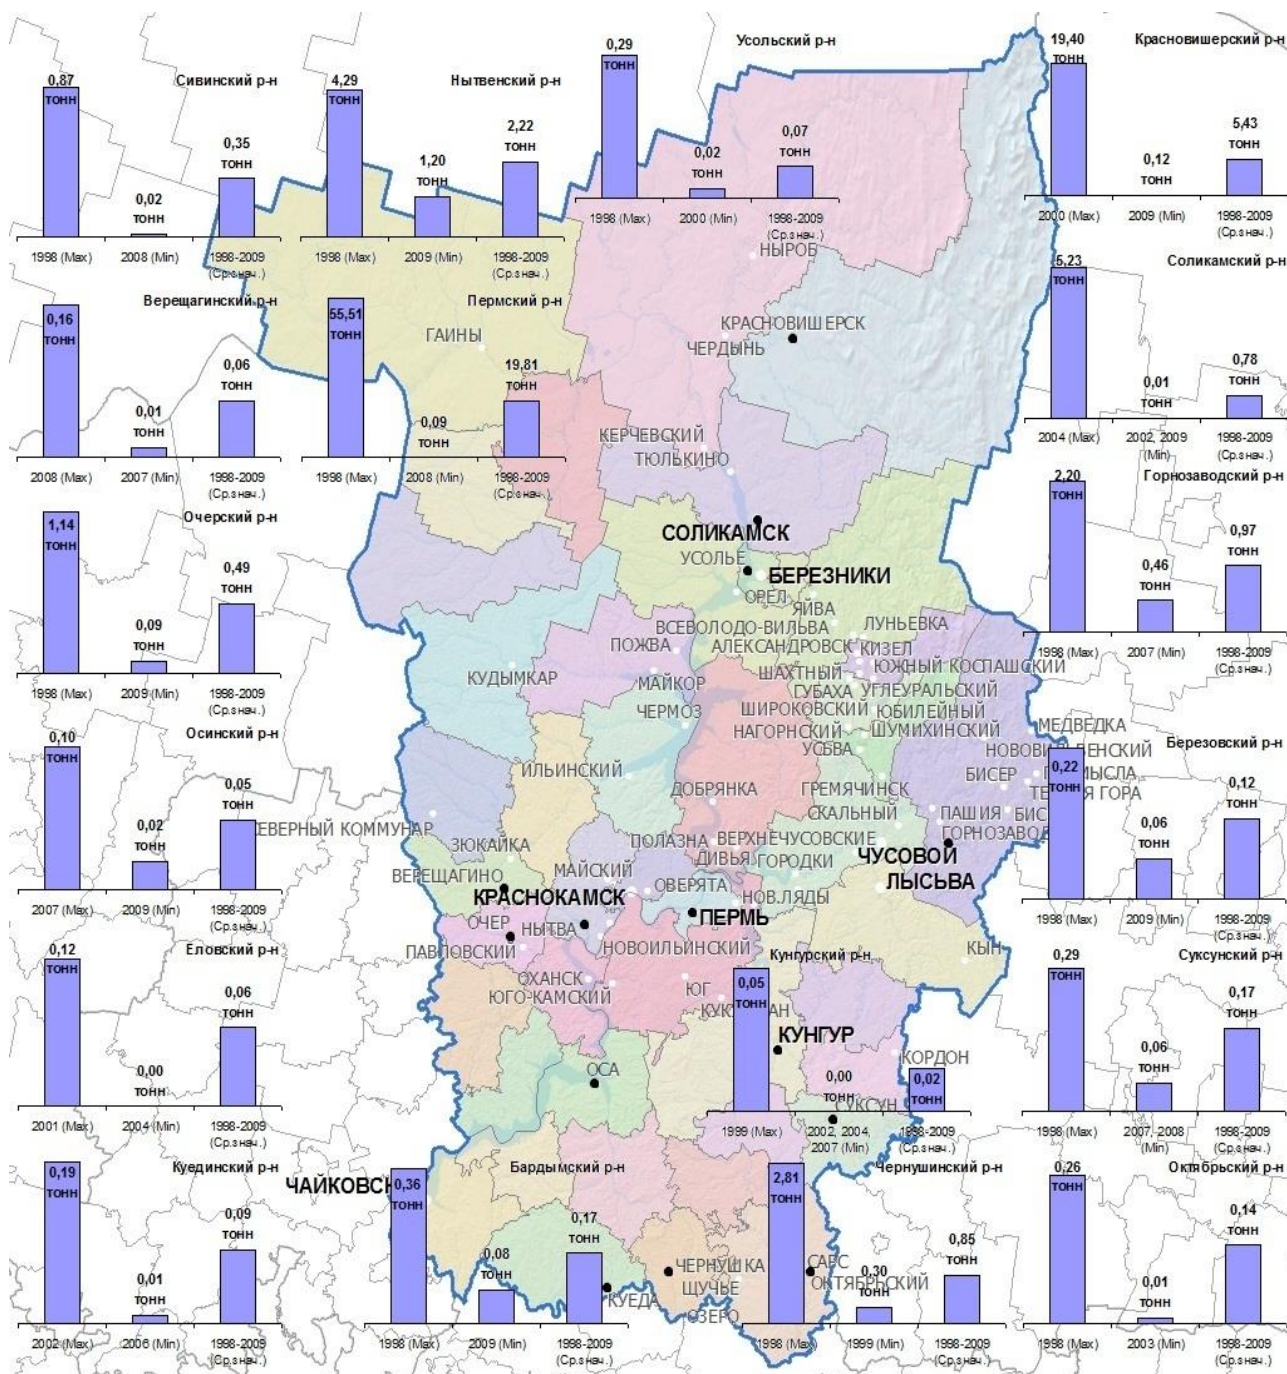 Сивинский р-н
0,87
тонн
0,02
тонн
0,35
тонн
1998 (Max)
2008 (Min)
1998-2009
(Ср.знач.)
Нытвенский р-н
4,29
тонн
1,20
тонн
2,22
тонн
1998 (Max)
2009 (Min)
1998-2009
(Ср.знач.)
Усольский р-н
0,29
тонн
0,02
тонн
0,07
тонн
1998 (Max)
2000 (Min)
1998-2009
(Ср.знач.)
Красновишерский р-н
19,40
тонн
0,12
тонн
5,43
тонн
2000 (Max)
2009 (Min)
1998-2009
(Ср.знач.)
Верещагинский р-н
0,16
тонн
0,01
тонн
0,06
тонн
2008 (Max)
2007 (Min)
1998-2009
(Ср.знач.)
Пермский р-н
55,51
тонн
0,09
тонн
19,81
тонн
1998 (Max)
2008 (Min)
1998-2009
(Ср.знач.)
Соликамский р-н
5,23
тонн
0,01
тонн
0,78
тонн
2004 (Max)
2002, 2009
(Min)
1998-2009
(Ср.знач.)
Очерский р-н
1,14
тонн
0,09
тонн
0,49
тонн
1998 (Max)
2009 (Min)
1998-2009
(Ср.знач.)
Горнозаводский р-н
2,20
тонн
0,46
тонн
0,97
тонн
1998 (Max)
2007 (Min)
1998-2009
(Ср.знач.)
Осинский р-н
0,10
тонн
0,02
тонн
0,05
тонн
2007 (Max)
2009 (Min)
1998-2009
(Ср.знач.)
Березовский р-н
0,22
тонн
0,06
тонн
0,12
тонн
1998 (Max)
2009 (Min)
1998-2009
(Ср.знач.)
Еловский р-н
0,12
тонн
0,00
тонн
0,06
тонн
2001 (Max)
2004 (Min)
1998-2009
(Ср.знач.)
Кунгурский р-н
0,05
тонн
0,00
тонн
0,02
тонн
1999 (Max)
2002, 2004,
2007 (Min)
1998-2009
(Ср.знач.)
Суксунский р-н
0,29
тонн
0,06
тонн
0,17
тонн
1998 (Max)
2007, 2008
(Min)
1998-2009
(Ср.знач.)
Куединский р-н
0,19
тонн
0,01
тонн
0,09
тонн
2002 (Max)
2006 (Min)
1998-2009
(Ср.знач.)
Бардымский р-н
0,36
тонн
0,08
тонн
0,17
тонн
1998 (Max)
2009 (Min)
1998-2009
(Ср.знач.)
Чернушинский р-н
2,81
тонн
0,30
тонн
0,85
тонн
1998 (Max)
1999 (Min)
1998-2009
(Ср.знач.)
Октябрьский р-н
0,26
тонн
0,01
тонн
0,14
тонн
1998 (Max)
2003 (Min)
1998-2009
(Ср.знач.)
НЫРОБ
КРАСНОВИШЕРСК
ГАЙНЫ
ЧЕРДЫНЬ
КЕРЧЕВСКИЙ
ТЮЛЬКИНО
СОЛИКАМСК
УСОЛЬЕ
БЕРЕЗНИКИ
ОРЕЛ
ЯЙВА
ВСЕВОЛОДО-ВИЛЬВА
ЛУНЬЕВКА
ПОЖВА
АЛЕКСАНДРОВСК
КИЗЕЛ
ШАХТНЫЙ
ЮЖНЫЙ КОСПАШСКИЙ
КУДЫМКАР
МАЙКОР
ГУБАХА
УГЛЕУРАЛЬСКИЙ
ЧЕРМОЗ
ШИРОКОВСКИЙ
ЮБИЛЕЙНЫЙ
НАГОРНСКИЙ
ШУМИХИНСКИЙ
МЕДВЕДКА
УСЬВА
ИЛЬИНСКИЙ
БИСЕР
ДОБРЯНКА
ГРЕМЯЧИНСК
СКАЛЬНЫЙ
ПАШИЯ
ГОРНОЗАВОД
ПОЛАЗНА
ВЕРХНЕЧУСОВСКИЕ
ЗЮКАЙКА
ДИВЬЯ
ГОРОДКИ
ЧУСОВОЙ
ВЕРЕЩАГИНО
МАЙСКИЙ
ОВЕРЯТА
ЛЫСЬВА
КРАСНОКАМСК
НОВ.ЛЯДЫ
ПЕРМЬ
ОЧЕР
НЫТВА
ПАВЛОВСКИЙ
НОВОИЛЬИНСКИЙ
КЫН
ОХАНСК
ЮГО-КАМСКИЙ
ЮГ
КУНГУР
КОРДОН
ОСА
СУКСУН
ЧЕРНУШКА
САРС
ЩУЧЬЕ
ОКТЯБРЬСКИЙ
КУЕДА
ОЗЕРО